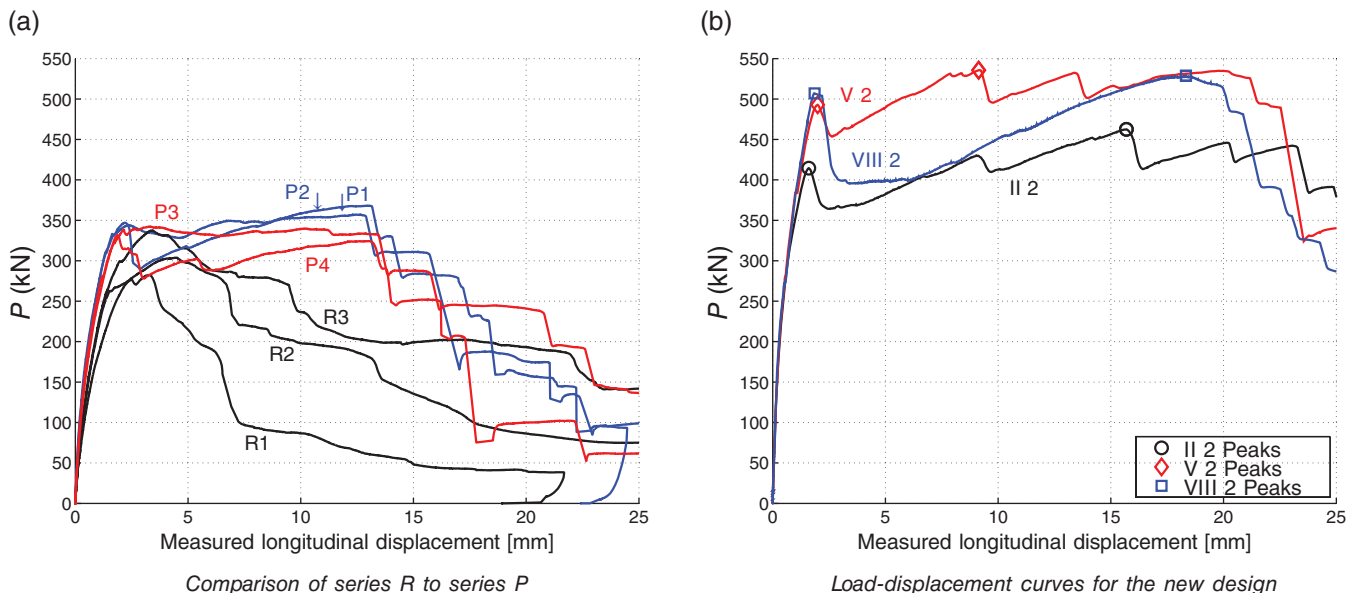 (a)
550
500
450
400
350
300
250
200
150
100
50
0
P (kN)
P2
P1
P3
P4
R3
R2
R1
0 5 10 15 20 25
Measured longitudinal displacement [mm]
Comparison of series R to series P
(b)
550
500
450
400
350
300
250
200
150
100
50
0
P (kN)
V 2
VIII 2
II 2
II 2 Peaks
V 2 Peaks
VIII 2 Peaks
0 5 10 15 20 25
Measured longitudinal displacement [mm]
Load-displacement curves for the new design